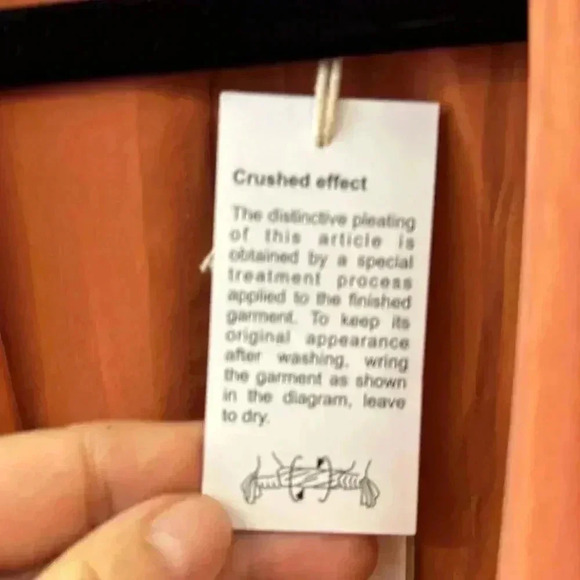 Crushed effect
The distinctive pleating
of this article is
obtained by a special
treatment process
applied to the finished
garment. To keep its
original appearance
after washing, wring
the garment as shown
in the diagram, leave
to dry.